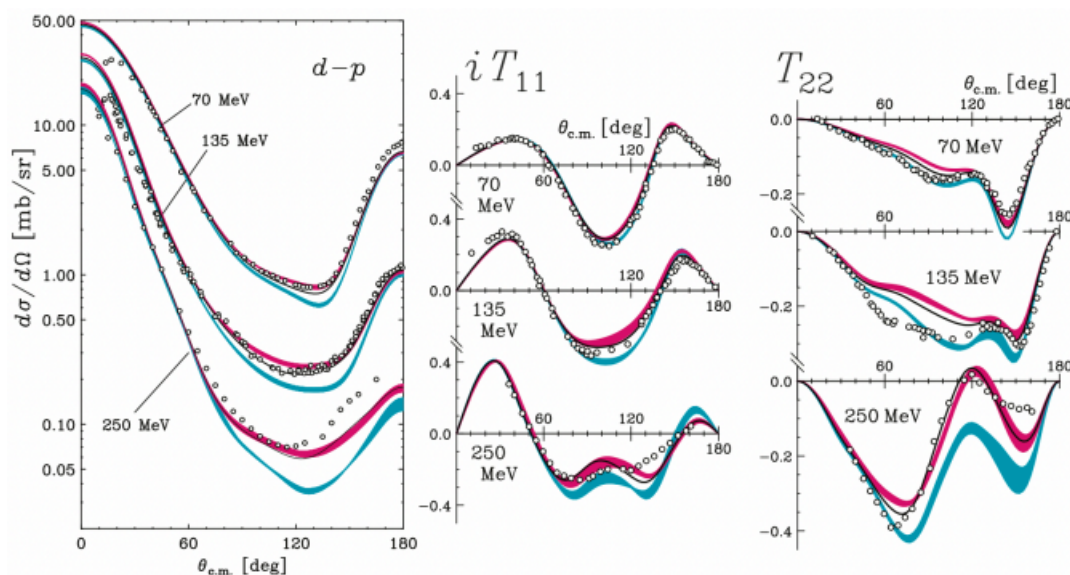 50.00
10.00
5.00
1.00
0.50
0.10
0.05
dσ/dΩ [mb/sr]
d−p
70 MeV
135 MeV
250 MeV
0 60 120 180
θc.m. [deg]
iT11
0.4
0.0
θc.m. [deg]
60 120 180
70 MeV
0.4
0.0
60 120 180
135 MeV
0.4
0.0
−0.4
60 120 180
250 MeV
T22
θc.m. [deg]
60 120 180
0.0
−0.2
70 MeV
0.0
−0.2
135 MeV
0.0
−0.2
−0.4
250 MeV
60 120 180